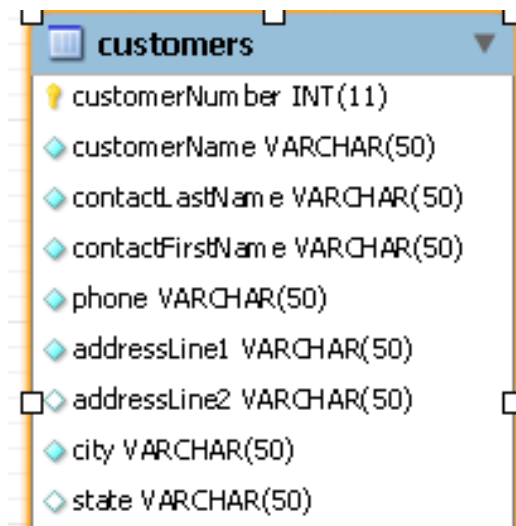 customers
customerNumber INT(11)
customerName VARCHAR(50)
contactLastName VARCHAR(50)
contactFirstName VARCHAR(50)
phone VARCHAR(50)
addressLine1 VARCHAR(50)
addressLine2 VARCHAR(50)
city VARCHAR(50)
state VARCHAR(50)